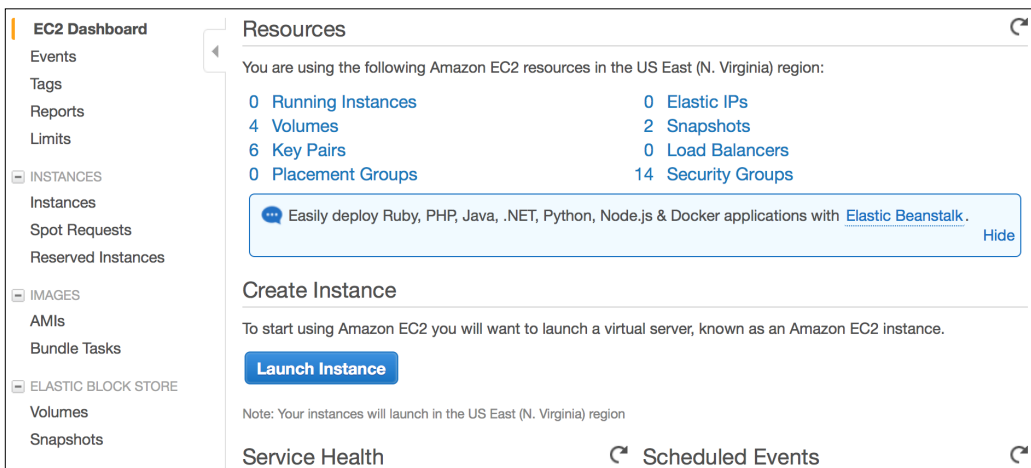 EC2 Dashboard
Events
Tags
Reports
Limits
INSTANCES
Instances
Spot Requests
Reserved Instances
IMAGES
AMIs
Bundle Tasks
ELASTIC BLOCK STORE
Volumes
Snapshots
Resources
You are using the following Amazon EC2 resources in the US East (N. Virginia) region:
0 Running Instances
0 Elastic IPs
4 Volumes
2 Snapshots
6 Key Pairs
0 Load Balancers
0 Placement Groups
14 Security Groups
Easily deploy Ruby, PHP, Java, .NET, Python, Node.js & Docker applications with Elastic Beanstalk.
Hide
Create Instance
To start using Amazon EC2 you will want to launch a virtual server, known as an Amazon EC2 instance.
Launch Instance
Note: Your instances will launch in the US East (N. Virginia) region
Service Health
Scheduled Events